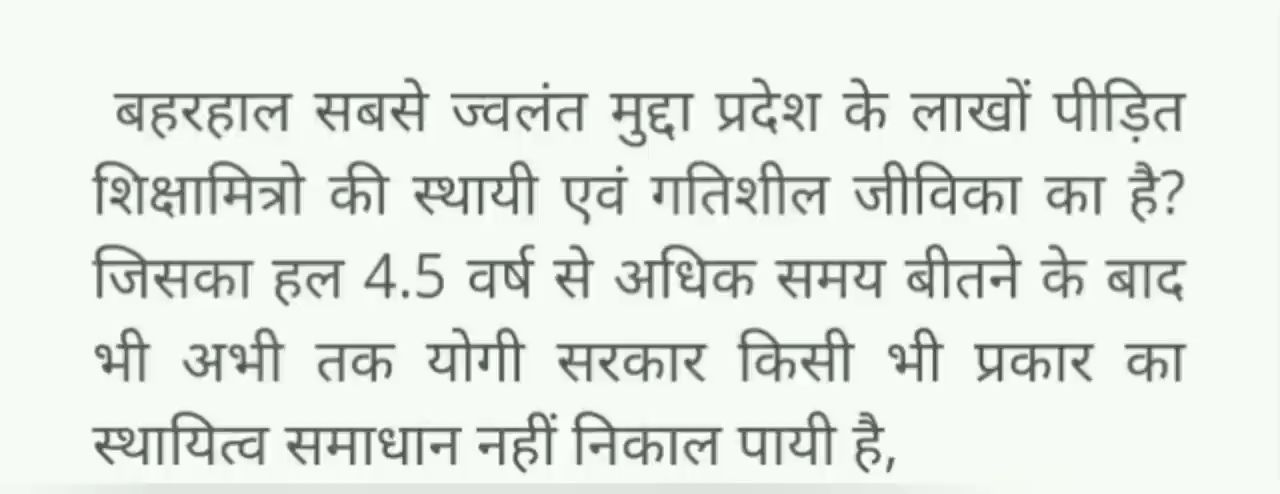 बहरहाल सबसे ज्वलंत मुद्दा प्रदेश के लाखों पीड़ित
शिक्षामित्रो की स्थायी एवं गतिशील जीविका का है?
जिसका हल 4.5 वर्ष से अधिक समय बीतने के बाद
भी अभी तक योगी सरकार किसी भी प्रकार का
स्थायित्व समाधान नहीं निकाल पायी है,